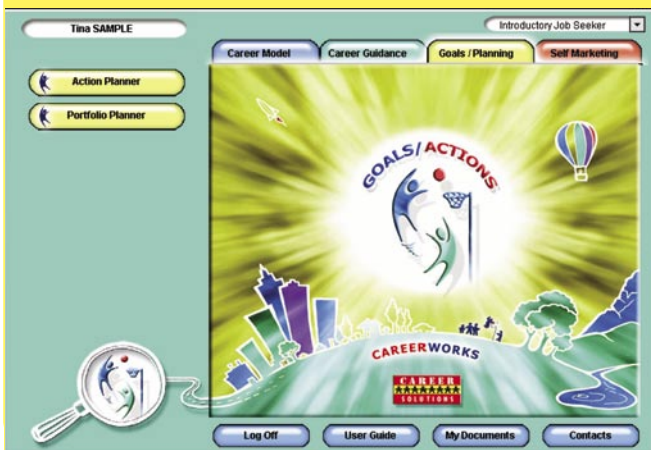 Tina SAMPLE
Introductory Job Seeker
Career Model
Career Guidance
Goals / Planning
Self Marketing
Action Planner
Portfolio Planner
GOALS/ACTIONS
CAREERWORKS
CAREER
SOLUTIONS
Log Off
User Guide
My Documents
Contacts